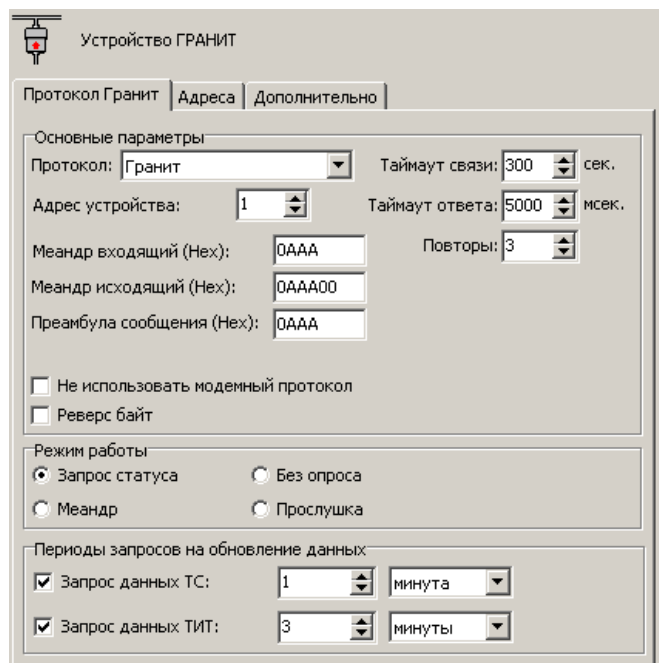 Устройство ГРАНИТ
Протокол Гранит Адреса Дополнительно
Основные параметры
Протокол: Гранит Таймаут связи: 300 сек.
Адрес устройства: 1 Таймаут ответа: 5000 мсек.
Меандр входящий (Hex): 0AAA Повторы: 3
Меандр исходящий (Hex): 0AAA00
Преамбула сообщения (Hex): 0AAA
Не использовать модемный протокол
Реверс байт
Режим работы
Запрос статуса Без опроса
Меандр Прослушка
Периоды запросов на обновление данных
Запрос данных ТС: 1 минута
Запрос данных ТИТ: 3 минуты